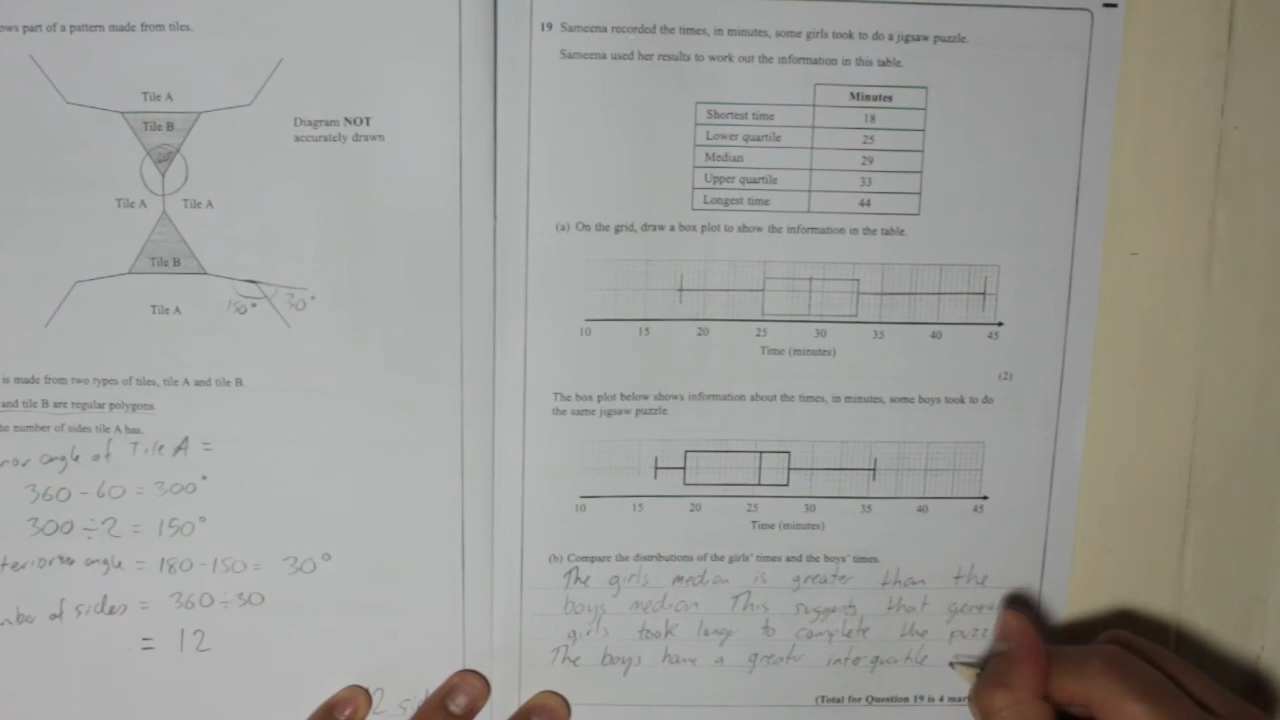 ows part of a pattern made from tiles.
Tile A
Tile B
60°
Diagram NOT
accurately drawn
Tile A
Tile A
Tile B
Tile A
150°
30°
is made from two types of tiles, tile A and tile B.
and tile B are regular polygons.
he number of sides tile A has.
angle of Tile A =
360 - 60 = 300°
300 ÷ 2 = 150°
angle = 180 - 150 = 30°
of sides = 360 ÷ 30
= 12
19 Sameena recorded the times, in minutes, some girls took to do a jigsaw puzzle.
Sameena used her results to work out the information in this table.
Minutes
Shortest time 18
Lower quartile 25
Median 29
Upper quartile 33
Longest time 44
(a) On the grid, draw a box plot to show the information in the table.
10 15 20 25 30 35 40 45
Time (minutes)
(2)
The box plot below shows information about the times, in minutes, some boys took to do
the same jigsaw puzzle.
10 15 20 25 30 35 40 45
Time (minutes)
(b) Compare the distributions of the girls' times and the boys' times.
The girls median is greater than the
boys median. This suggests that gener
girls took long to complete the puzz
The boys have a greater interquatile
(Total for Question 19 is 4 mar